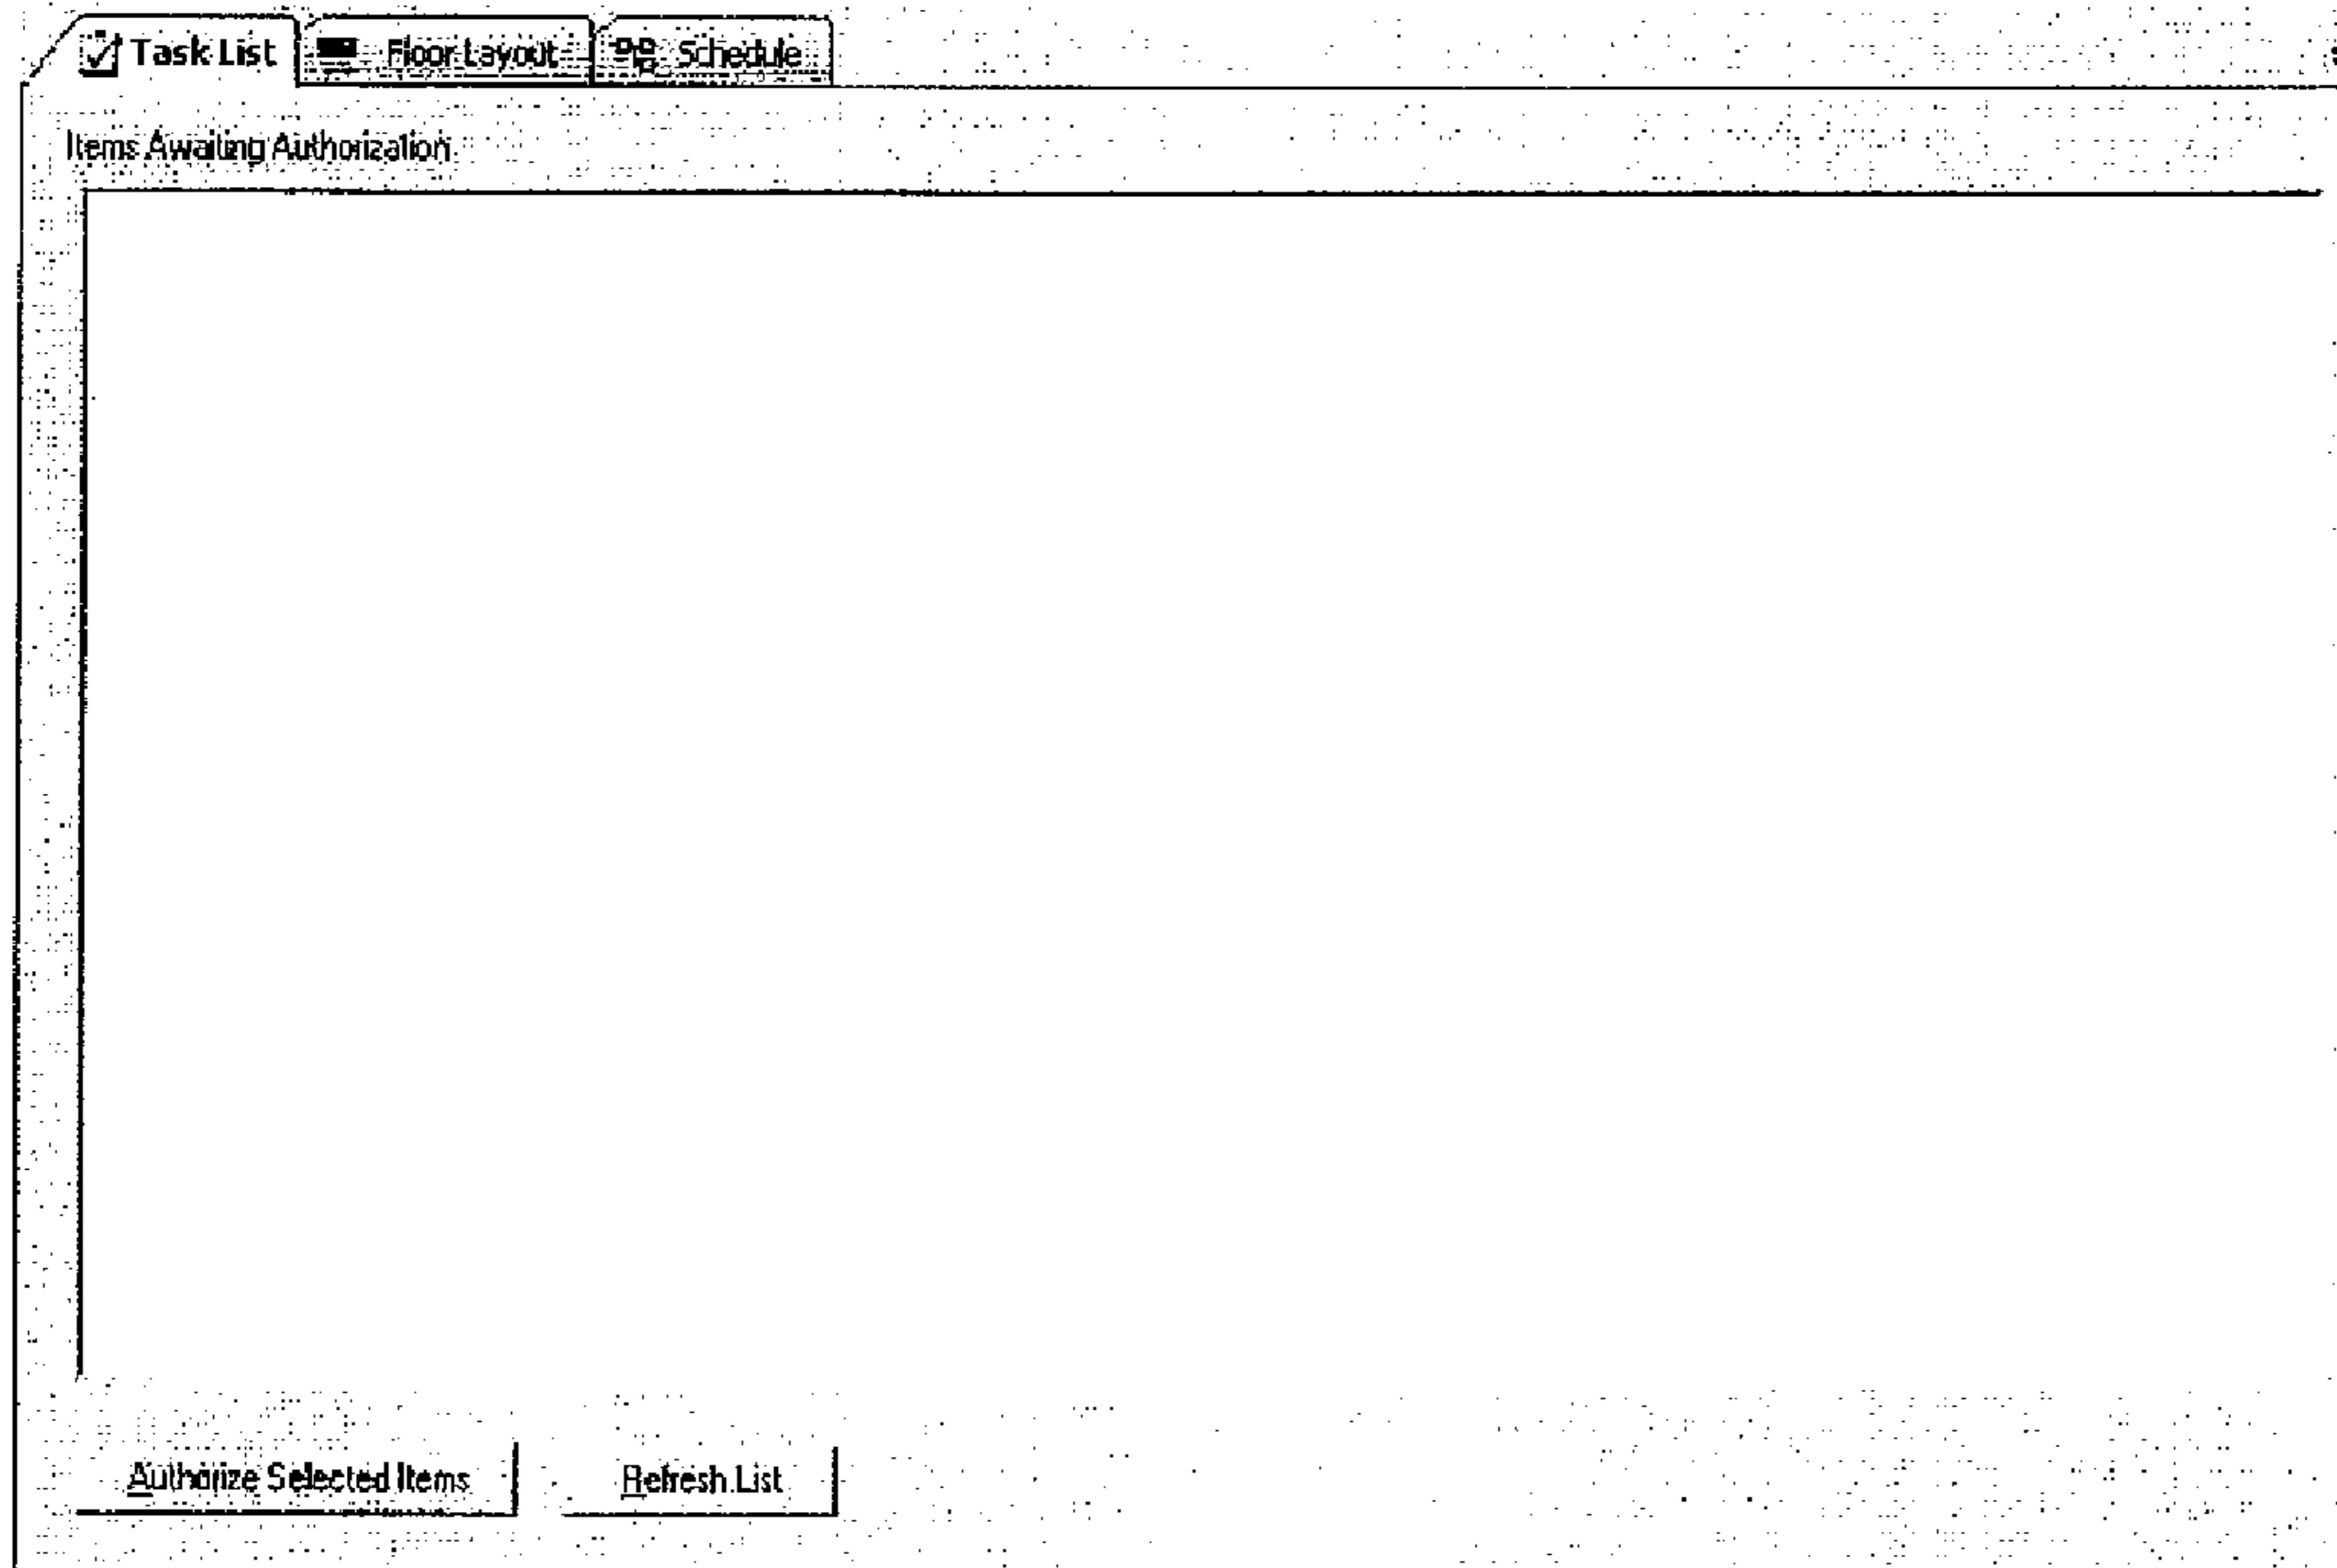 Task List Floor Layout Schedule
Items Awaiting Authorization
Authorize Selected Items Refresh List